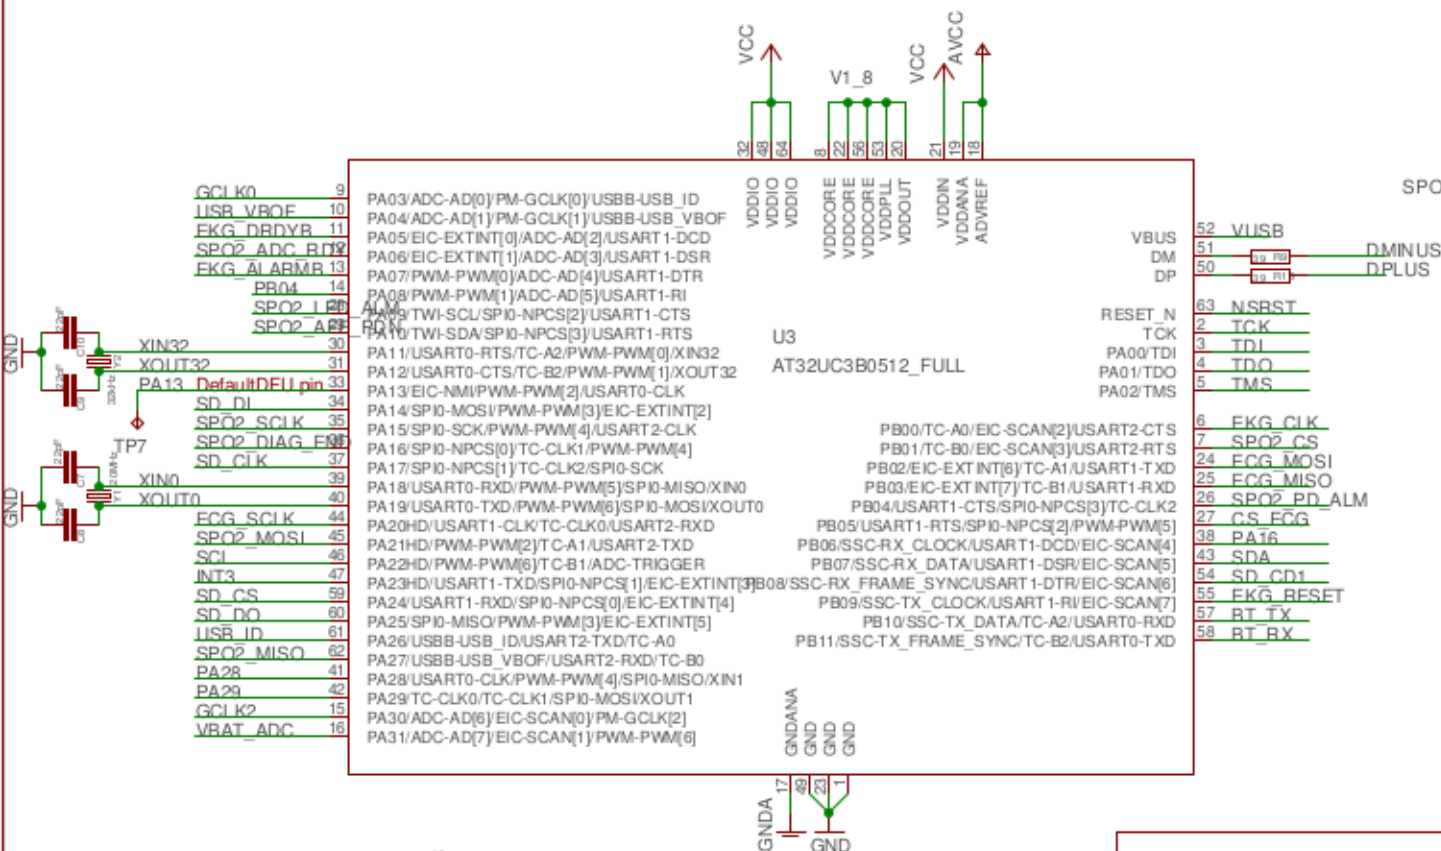 VCC
V1_8
VCC
AVCC
32
48
64
8
22
56
53
20
21
19
18
VDDIO
VDDIO
VDDIO
VDDCORE
VDDCORE
VDDCORE
VDDPLL
VDDOUT
VDDIN
VDDANA
ADVREF
SPO
GCLK0 9 PA03/ADC-AD[0]/PM-GCLK[0]/USBB-USB_ID
USB_VBOF 10 PA04/ADC-AD[1]/PM-GCLK[1]/USBB-USB_VBOF
EKG_DRDYB 11 PA05/EIC-EXTINT[0]/ADC-AD[2]/USART1-DCD
SPO2_ADC_RDY PA06/EIC-EXTINT[1]/ADC-AD[3]/USART1-DSR
EKG_ALARMB 13 PA07/PWM-PWM[0]/ADC-AD[4]/USART1-DTR
PB04 14 PA08/PWM-PWM[1]/ADC-AD[5]/USART1-RI
PA09/TWI-SCL/SPI0-NPCS[2]/USART1-CTS
PA10/TWI-SDA/SPI0-NPCS[3]/USART1-RTS
XIN32 30 PA11/USART0-RTS/TC-A2/PWM-PWM[0]/XIN32
XOUT32 31 PA12/USART0-CTS/TC-B2/PWM-PWM[1]/XOUT32
PA13 DefaultDFU pin 33 PA13/EIC-NMI/PWM-PWM[2]/USART0-CLK
SD_DI 34 PA14/SPI0-MOSI/PWM-PWM[3]/EIC-EXTINT[2]
SPO2_SCLK 35 PA15/SPI0-SCK/PWM-PWM[4]/USART2-CLK
PA16/SPI0-NPCS[0]/TC-CLK1/PWM-PWM[4]
SD_CLK 37 PA17/SPI0-NPCS[1]/TC-CLK2/SPI0-SCK
XIN0 39 PA18/USART0-RXD/PWM-PWM[5]/SPI0-MISO/XIN0
XOUT0 40 PA19/USART0-TXD/PWM-PWM[6]/SPI0-MOSI/XOUT0
ECG_SCLK 44 PA20HD/USART1-CLK/TC-CLK0/USART2-RXD
SPO2_MOSI 45 PA21HD/PWM-PWM[2]/TC-A1/USART2-TXD
SCL 46 PA22HD/PWM-PWM[6]/TC-B1/ADC-TRIGGER
INT3 47 PA23HD/USART1-TXD/SPI0-NPCS[1]/EIC-EXTINT[3]
SD_CS 59 PA24/USART1-RXD/SPI0-NPCS[0]/EIC-EXTINT[4]
SD_DO 60 PA25/SPI0-MISO/PWM-PWM[3]/EIC-EXTINT[5]
USB_ID 61 PA26/USBB-USB_ID/USART2-TXD/TC-A0
SPO2_MISO 62 PA27/USBB-USB_VBOF/USART2-RXD/TC-B0
PA28 41 PA28/USART0-CLK/PWM-PWM[4]/SPI0-MISO/XIN1
PA29 42 PA29/TC-CLK0/TC-CLK1/SPI0-MOSI/XOUT1
GCLK2 15 PA30/ADC-AD[6]/EIC-SCAN[0]/PM-GCLK[2]
VBAT_ADC 16 PA31/ADC-AD[7]/EIC-SCAN[1]/PWM-PWM[6]
GND
22pF
22pF
C9
Y2
32kHz
TP7
GND
22pF
22pF
C7
Y1
20MHz
U3
AT32UC3B0512_FULL
VBUS 52 VUSB
DM 51 39 R9 D.MINUS
DP 50 39 D.PLUS
RESET_N 63 NSRST
TCK 2 TCK
PA00/TDI 3 TDI
PA01/TDO 4 TDO
PA02/TMS 5 TMS
PB00/TC-A0/EIC-SCAN[2]/USART2-CTS 6 EKG_CLK
PB01/TC-B0/EIC-SCAN[3]/USART2-RTS 7 SPO2_CS
PB02/EIC-EXTINT[6]/TC-A1/USART1-TXD 24 ECG_MOSI
PB03/EIC-EXTINT[7]/TC-B1/USART1-RXD 25 ECG_MISO
PB04/USART1-CTS/SPI0-NPCS[3]/TC-CLK2 26 SPO2_PD_ALM
PB05/USART1-RTS/SPI0-NPCS[2]/PWM-PWM[5] 27 CS_ECG
PB06/SSC-RX_CLOCK/USART1-DCD/EIC-SCAN[4] 38 PA16
PB07/SSC-RX_DATA/USART1-DSR/EIC-SCAN[5] 43 SDA
PB08/SSC-RX_FRAME_SYNC/USART1-DTR/EIC-SCAN[6] 54 SD_CD1
PB09/SSC-TX_CLOCK/USART1-RI/EIC-SCAN[7] 55 EKG_RESET
PB10/SSC-TX_DATA/TC-A2/USART0-RXD 57 BT_TX
PB11/SSC-TX_FRAME_SYNC/TC-B2/USART0-TXD 58 BT_RX
GNDANA
GND
GND
GND
17
49
23
1
GNDA
GND